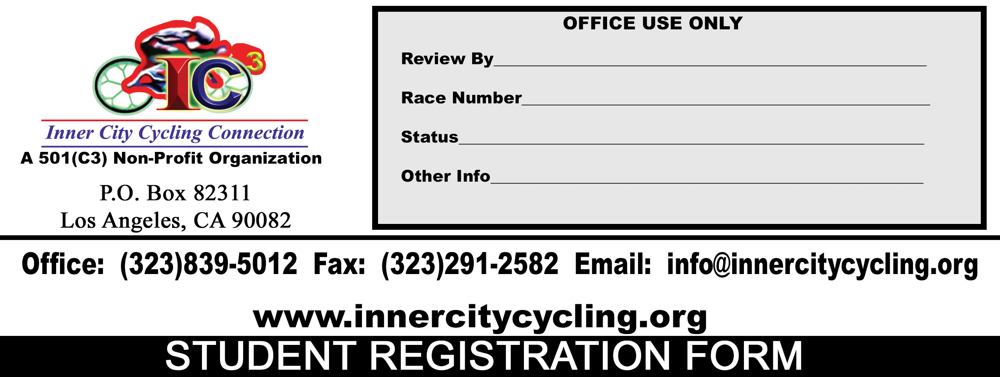 IC3
Inner City Cycling Connection
A 501(C3) Non-Profit Organization
P.O. Box 82311
Los Angeles, CA 90082
OFFICE USE ONLY
Review By
Race Number
Status
Other Info
Office: (323)839-5012 Fax: (323)291-2582 Email: info@innercitycycling.org
www.innercitycycling.org
STUDENT REGISTRATION FORM